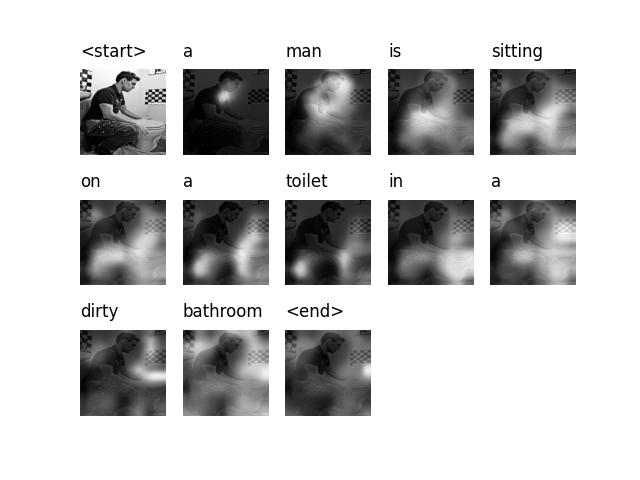 <start> a man is sitting
on a toilet in a
dirty bathroom <end>